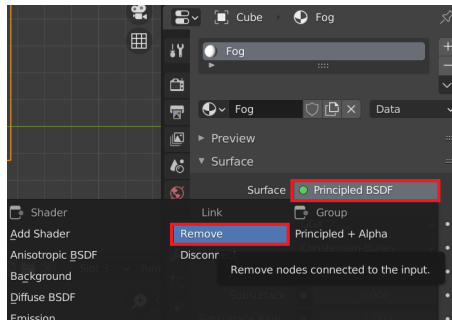 Cube Fog
Fog
Fog Data
Preview
Surface
Surface Principled BSDF
Shader Link Group
Add Shader Remove Principled + Alpha
Anisotropic BSDF
Background Remove nodes connected to the input.
Diffuse BSDF
Emission